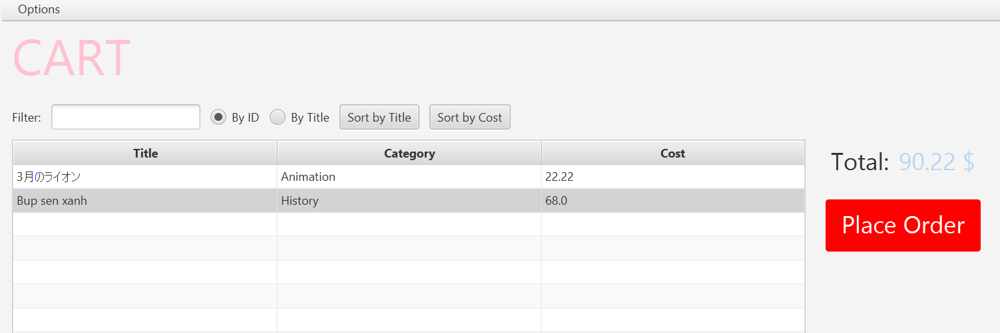 Options
CART
Filter: By ID By Title Sort by Title Sort by Cost
Title Category Cost
3月のライオン Animation 22.22
Bup sen xanh History 68.0
Total: 90.22 $
Place Order